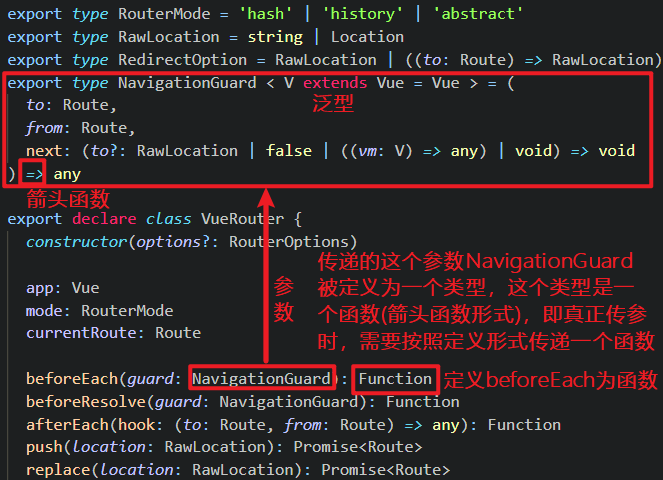 export type RouterMode = 'hash' | 'history' | 'abstract'
export type RawLocation = string | Location
export type RedirectOption = RawLocation | ((to: Route) => RawLocation)
export type NavigationGuard < V extends Vue = Vue > = (
泛型
to: Route,
from: Route,
next: (to?: RawLocation | false | ((vm: V) => any) | void) => void
) => any
箭头函数
export declare class VueRouter {
constructor(options?: RouterOptions)
传递的这个参数NavigationGuard
被定义为一个类型，这个类型是一
个函数(箭头函数形式)，即真正传参
时，需要按照定义形式传递一个函数
参
数
app: Vue
mode: RouterMode
currentRoute: Route
beforeEach(guard: NavigationGuard): Function 定义beforeEach为函数
beforeResolve(guard: NavigationGuard): Function
afterEach(hook: (to: Route, from: Route) => any): Function
push(location: RawLocation): Promise<Route>
replace(location: RawLocation): Promise<Route>